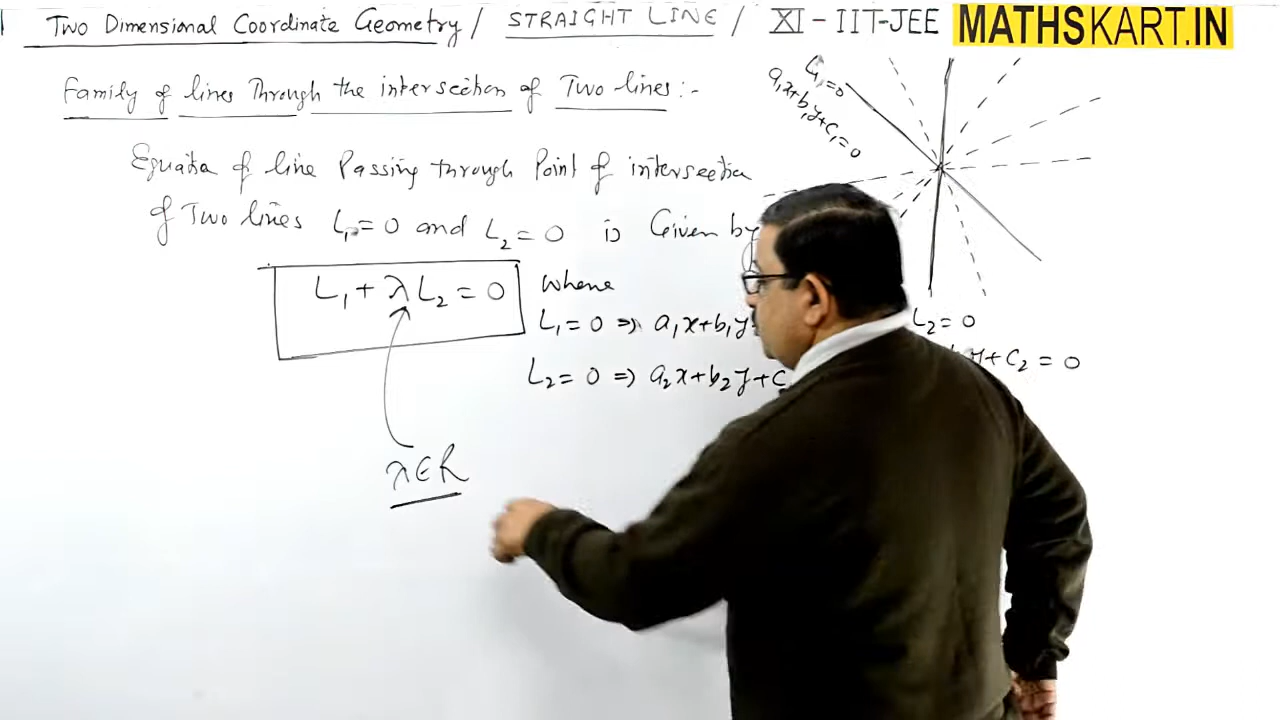 Two Dimensional Coordinate Geometry / STRAIGHT LINE / XI - IIT-JEE MATHSKART.IN
Family of lines Through the intersection of Two lines:-
L₁=0
a₁x+b₁y+c₁=0
Equation of line Passing through Point of intersection
of Two lines L₁=0 and L₂=0 is Given by
L₁+λL₂=0 where
L₁=0 ⇒ a₁x+b₁y+ L₂=0
L₂=0 ⇒ a₂x+b₂y+c y+c₂=0
λ∈R